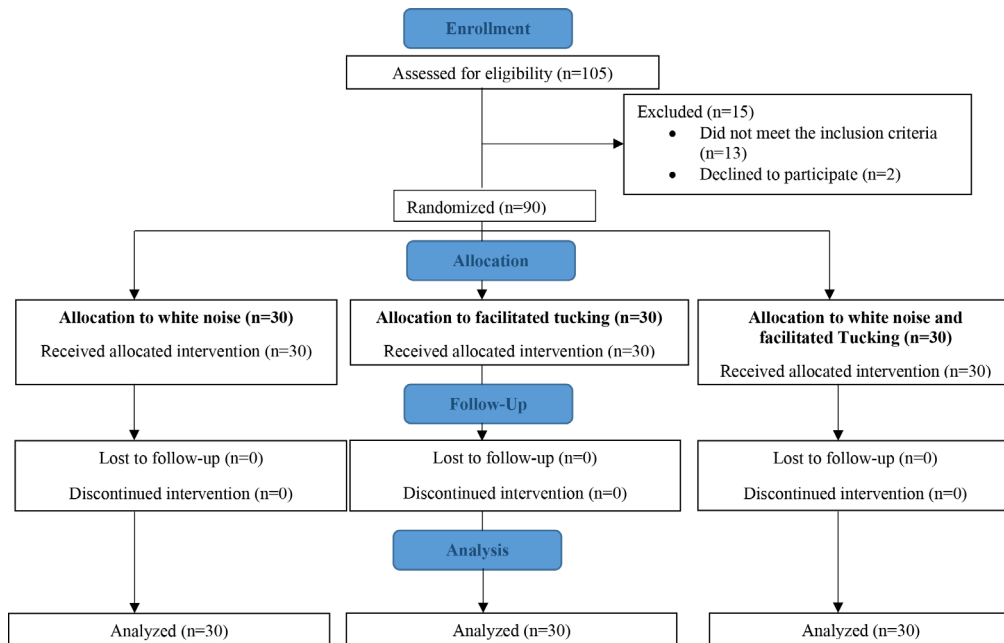 Enrollment
Assessed for eligibility (n=105)
Excluded (n=15)
• Did not meet the inclusion criteria
(n=13)
• Declined to participate (n=2)
Randomized (n=90)
Allocation
Allocation to white noise (n=30)
Received allocated intervention (n=30)
Allocation to facilitated tucking (n=30)
Received allocated intervention (n=30)
Allocation to white noise and
facilitated Tucking (n=30)
Received allocated intervention (n=30)
Follow-Up
Lost to follow-up (n=0)
Discontinued intervention (n=0)
Lost to follow-up (n=0)
Discontinued intervention (n=0)
Lost to follow-up (n=0)
Discontinued intervention (n=0)
Analysis
Analyzed (n=30)
Analyzed (n=30)
Analyzed (n=30)